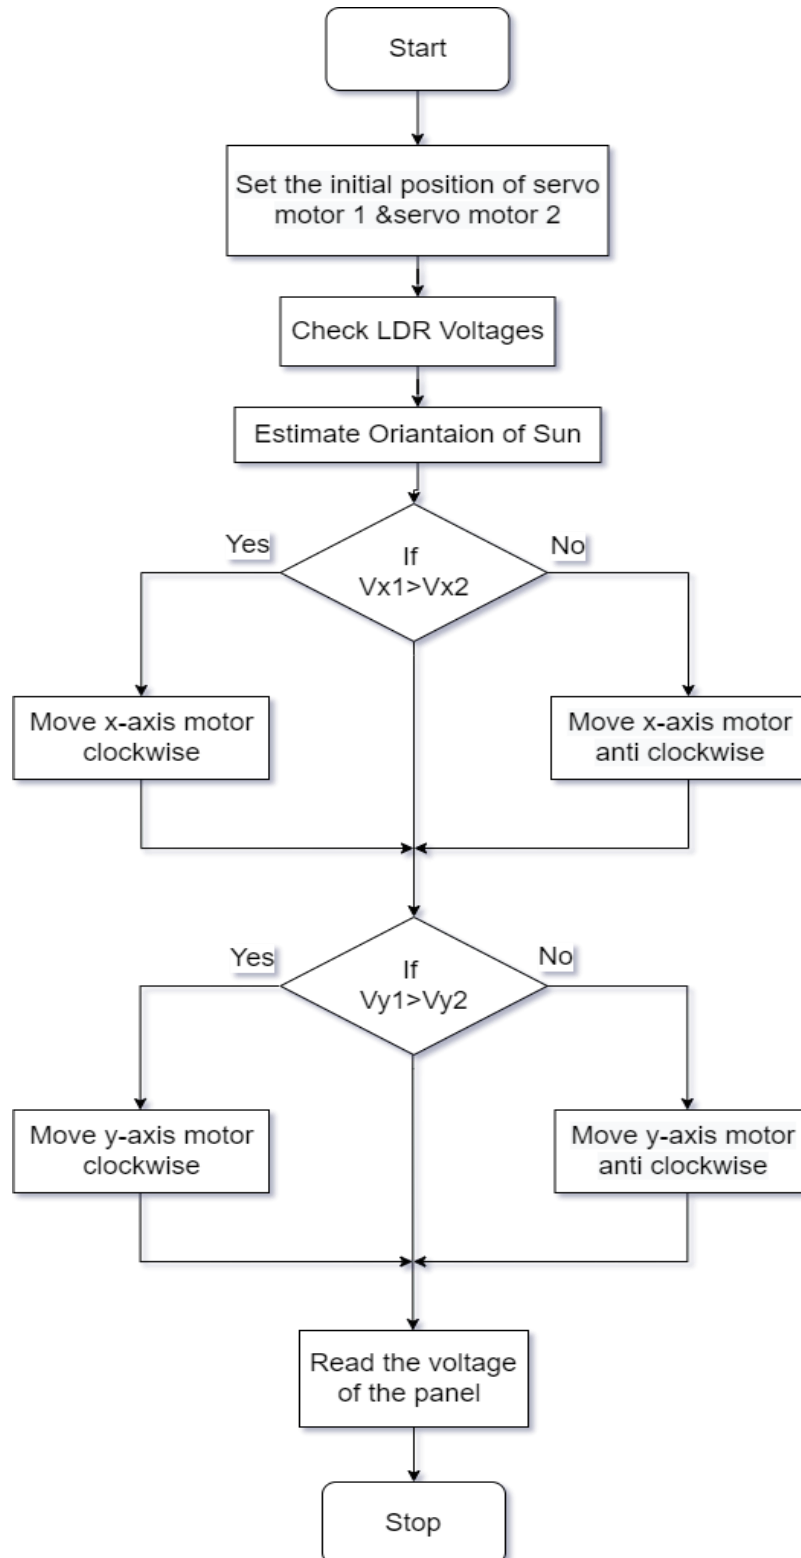 Start
Set the initial position of servo
motor 1 &servo motor 2
Check LDR Voltages
Estimate Oriantaion of Sun
Yes
If
Vx1>Vx2
No
Move x-axis motor
clockwise
Move x-axis motor
anti clockwise
Yes
If
Vy1>Vy2
No
Move y-axis motor
clockwise
Move y-axis motor
anti clockwise
Read the voltage
of the panel
Stop